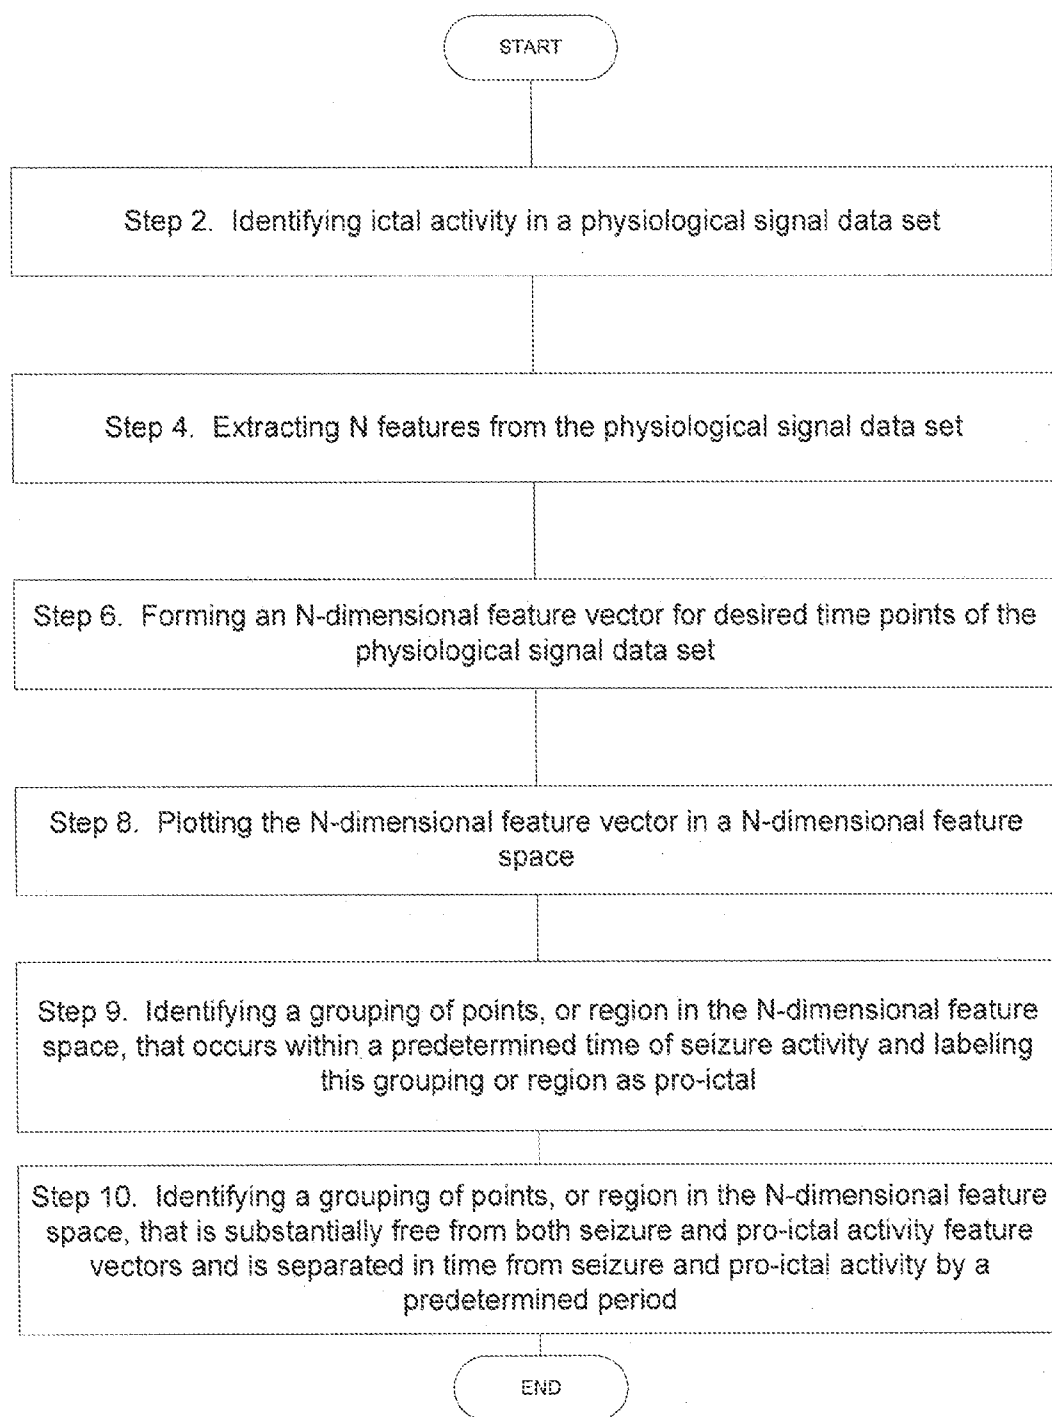 START
Step 2. Identifying ictal activity in a physiological signal data set
Step 4. Extracting N features from the physiological signal data set
Step 6. Forming an N-dimensional feature vector for desired time points of the
physiological signal data set
Step 8. Plotting the N-dimensional feature vector in a N-dimensional feature
space
Step 9. Identifying a grouping of points, or region in the N-dimensional feature
space, that occurs within a predetermined time of seizure activity and labeling
this grouping or region as pro-ictal
Step 10. Identifying a grouping of points, or region in the N-dimensional feature
space, that is substantially free from both seizure and pro-ictal activity feature
vectors and is separated in time from seizure and pro-ictal activity by a
predetermined period
END